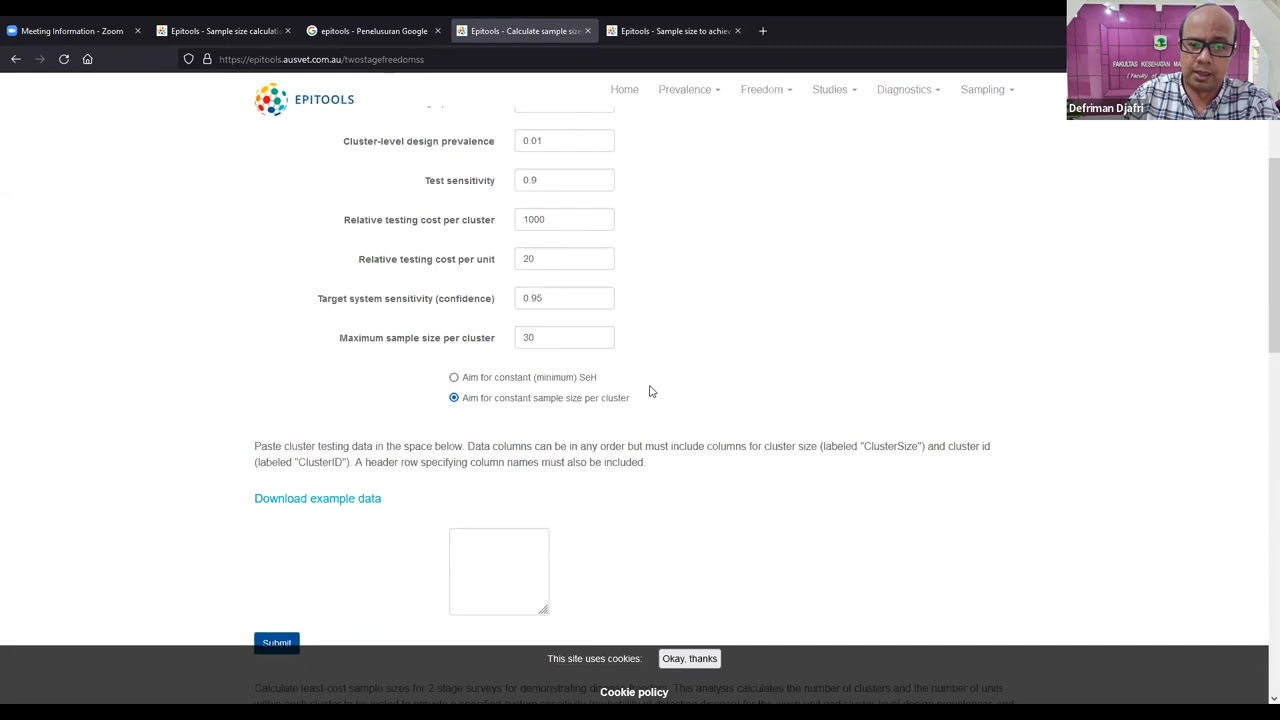 Meeting Information - Zoom
Epitools - Sample size calculati
epitools - Penelusuran Google
Epitools - Calculate sample size
Epitools - Sample size to achiev
https://epitools.ausvet.com.au/twostagefreedomss
EPITOOLS
Home
Prevalence
Freedom
Studies
Diagnostics
Sampling
FAKULTAS KESEHATAN MA
(Faculty of
Defriman Djafri
Cluster-level design prevalence
0.01
Test sensitivity
0.9
Relative testing cost per cluster
1000
Relative testing cost per unit
20
Target system sensitivity (confidence)
0.95
Maximum sample size per cluster
30
Aim for constant (minimum) SeH
Aim for constant sample size per cluster
Paste cluster testing data in the space below. Data columns can be in any order but must include columns for cluster size (labeled "ClusterSize") and cluster id
(labeled "ClusterID"). A header row specifying column names must also be included.
Download example data
Submit
This site uses cookies:
Okay, thanks
Cookie policy
Calculate least-cost sample sizes for 2-stage surveys for demonstrating disease freedom. This analysis calculates the number of clusters and the number of units